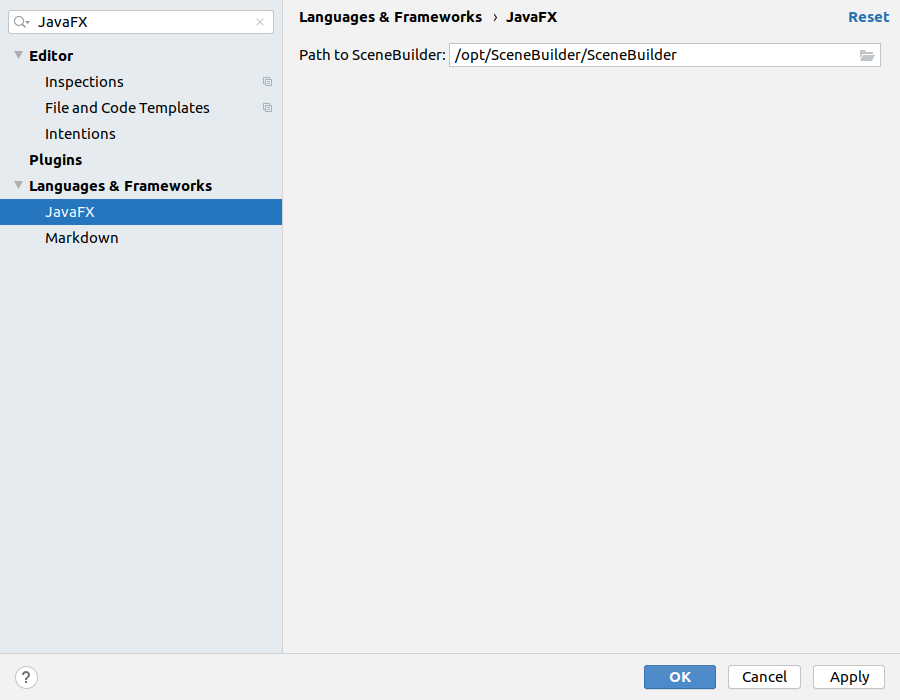 JavaFX
Editor
Inspections
File and Code Templates
Intentions
Plugins
Languages & Frameworks
JavaFX
Markdown
Languages & Frameworks › JavaFX
Reset
Path to SceneBuilder: /opt/SceneBuilder/SceneBuilder
?
OK
Cancel
Apply